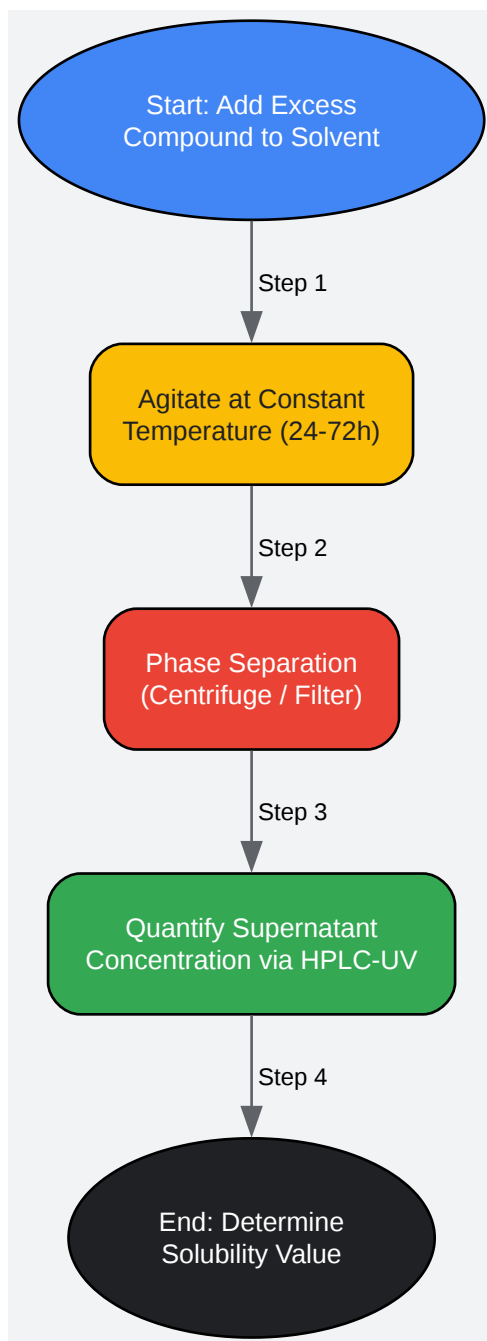 Start: Add Excess
Compound to Solvent
Step 1
Agitate at Constant
Temperature (24-72h)
Step 2
Phase Separation
(Centrifuge / Filter)
Step 3
Quantify Supernatant
Concentration via HPLC-UV
Step 4
End: Determine
Solubility Value